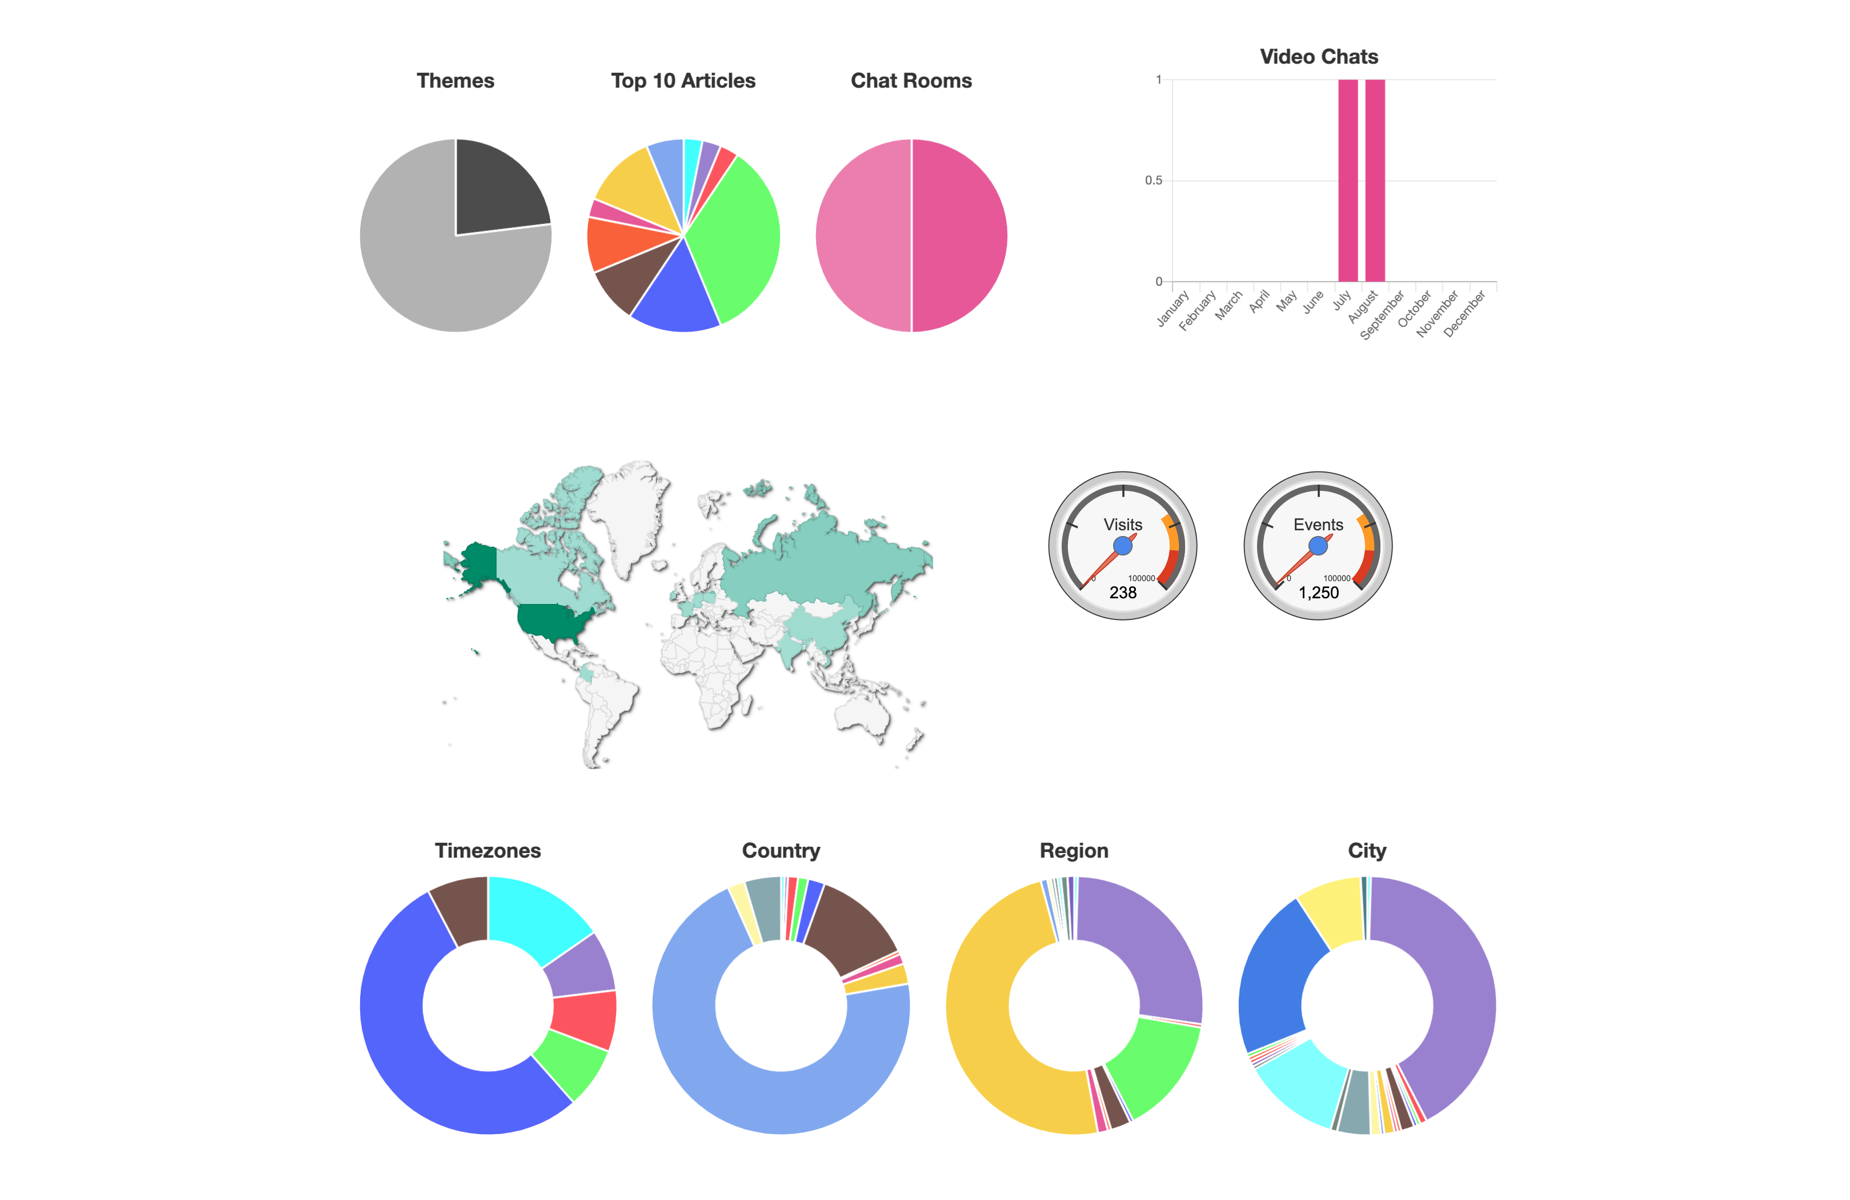 Themes
Top 10 Articles
Chat Rooms
Video Chats
1
0.5
0
January
February
March
April
May
June
July
August
September
October
November
December
Visits
0
100000
238
Events
0
100000
1,250
Timezones
Country
Region
City